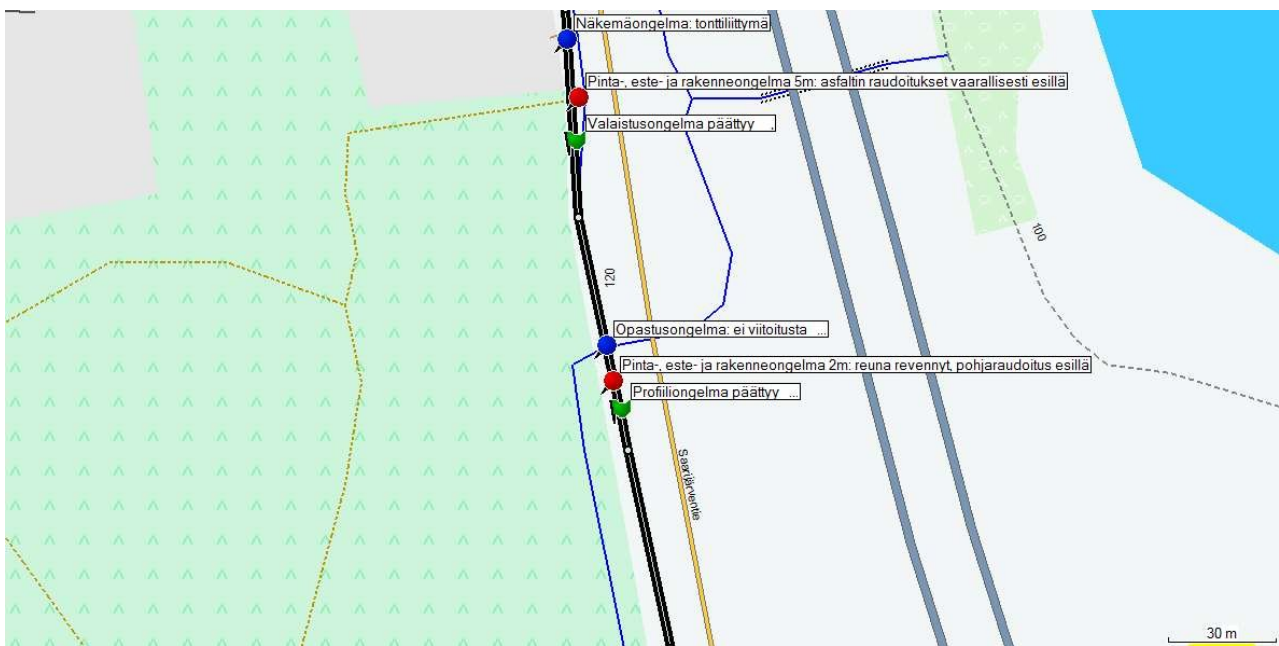 Näkemäongelma: tonttiliittymä
Pinta-, este- ja rakenneongelma 5m: asfaltin raudoitukset vaarallisesti esillä
Valaistusongelma päättyy ...
100
120
Opastusongelma: ei viitoitusta ...
Pinta-, este- ja rakenneongelma 2m: reuna revennyt, pohjaraudoitus esillä
Profiiliongelma päättyy ...
Saarijärventie
30 m